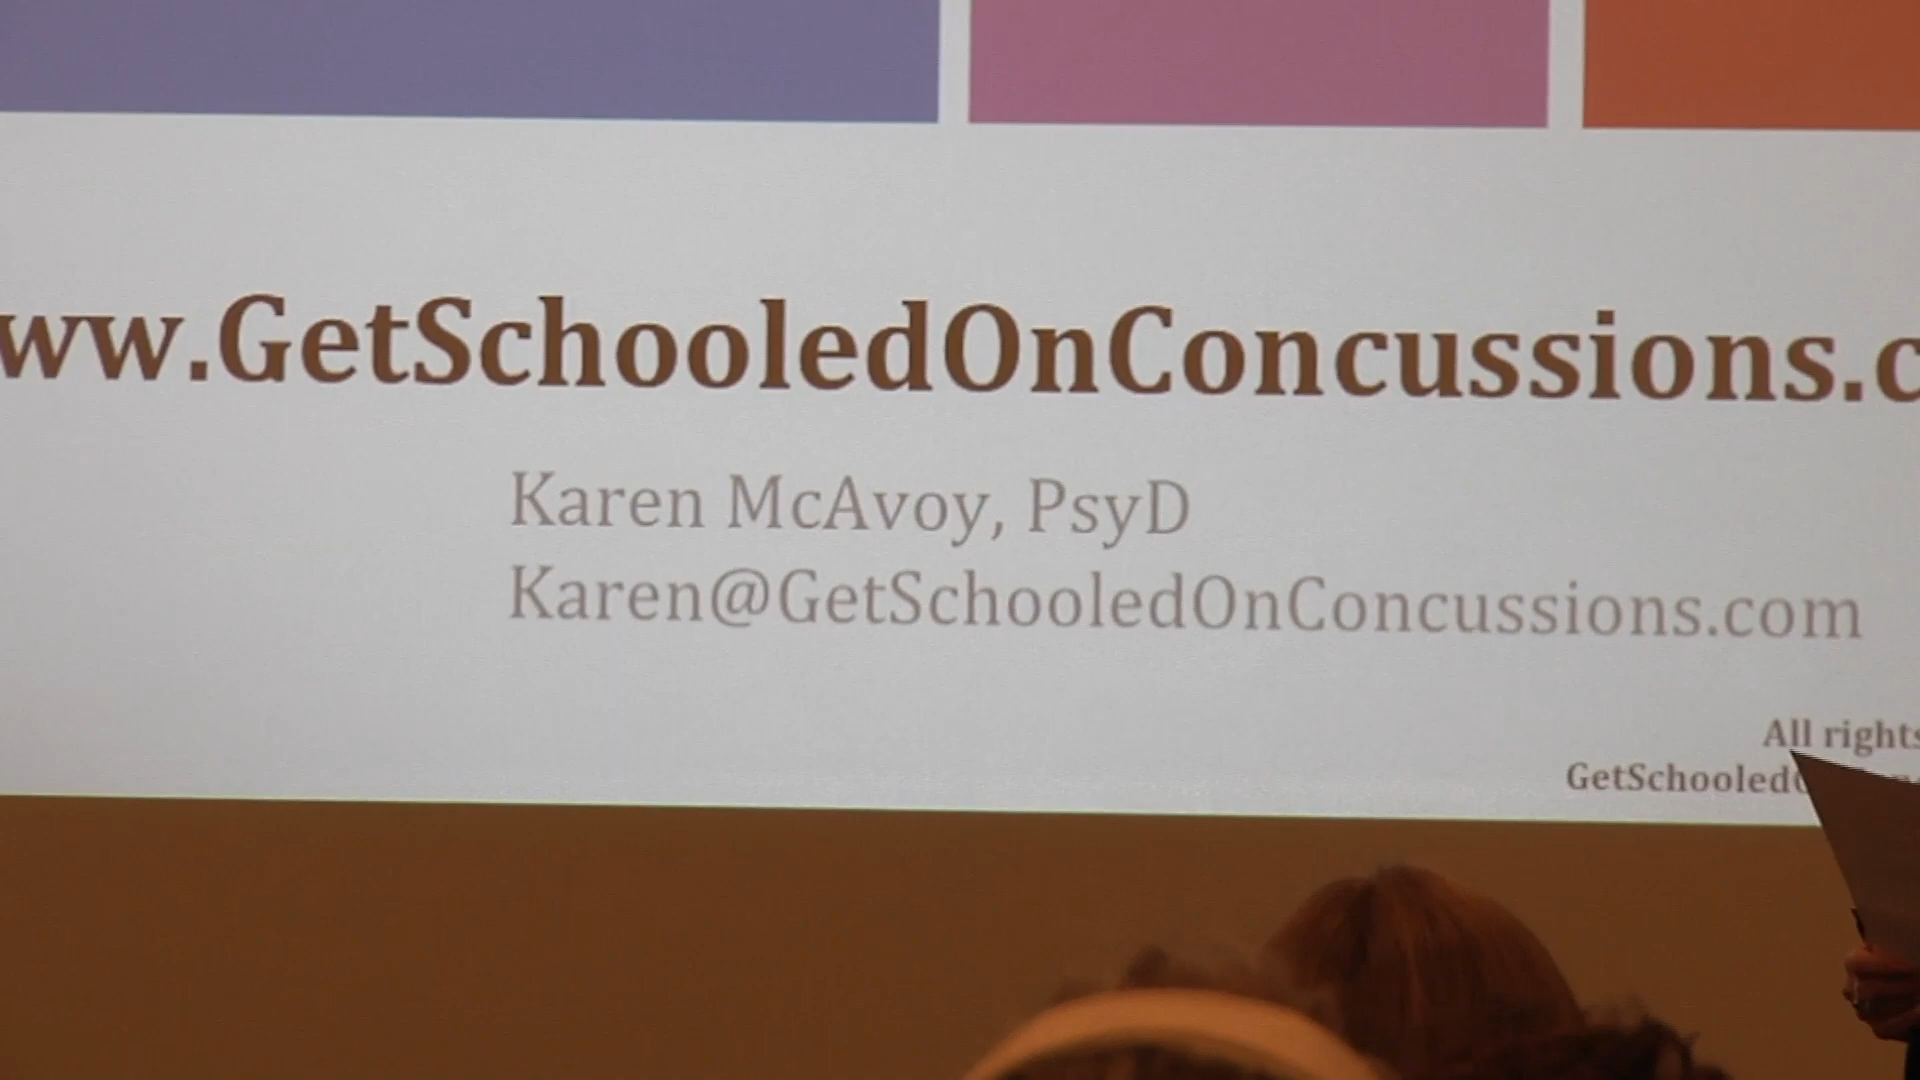 ww.GetSchooledOnConcussions.c
Karen McAvoy, PsyD
Karen@GetSchooledOnConcussions.com
All rights
GetSchooled